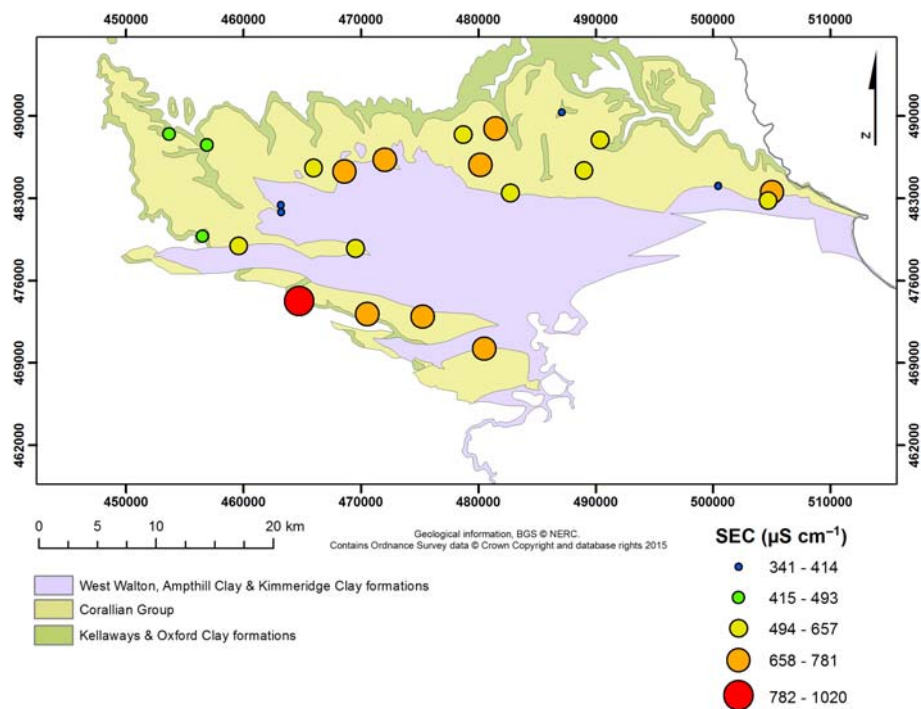 450000 460000 470000 480000 490000 500000 510000
490000 490000
N
483000 483000
476000 476000
469000 469000
462000 462000
450000 460000 470000 480000 490000 500000 510000
0 5 10 20 km
Geological information, BGS © NERC.
Contains Ordnance Survey data © Crown Copyright and database rights 2015
West Walton, Ampthill Clay & Kimmeridge Clay formations
Corallian Group
Kellaways & Oxford Clay formations
SEC (µS cm⁻¹)
341 - 414
415 - 493
494 - 657
658 - 781
782 - 1020